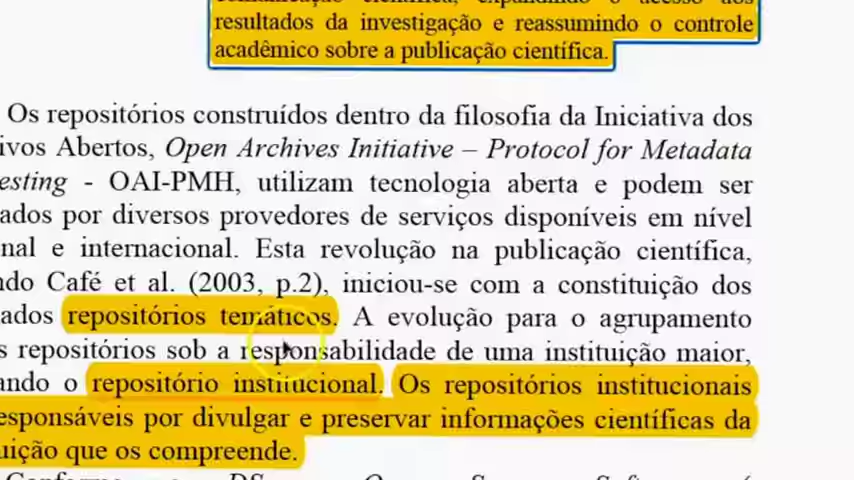 resultados da investigação e reassumindo o controle
acadêmico sobre a publicação científica.
Os repositórios construídos dentro da filosofia da Iniciativa dos
ivos Abertos, Open Archives Initiative – Protocol for Metadata
esting - OAI-PMH, utilizam tecnologia aberta e podem ser
ados por diversos provedores de serviços disponíveis em nível
nal e internacional. Esta revolução na publicação científica,
ndo Café et al. (2003, p.2), iniciou-se com a constituição dos
ados repositórios temáticos. A evolução para o agrupamento
s repositórios sob a responsabilidade de uma instituição maior,
ando o repositório institucional. Os repositórios institucionais
esponsáveis por divulgar e preservar informações científicas da
uição que os compreende.